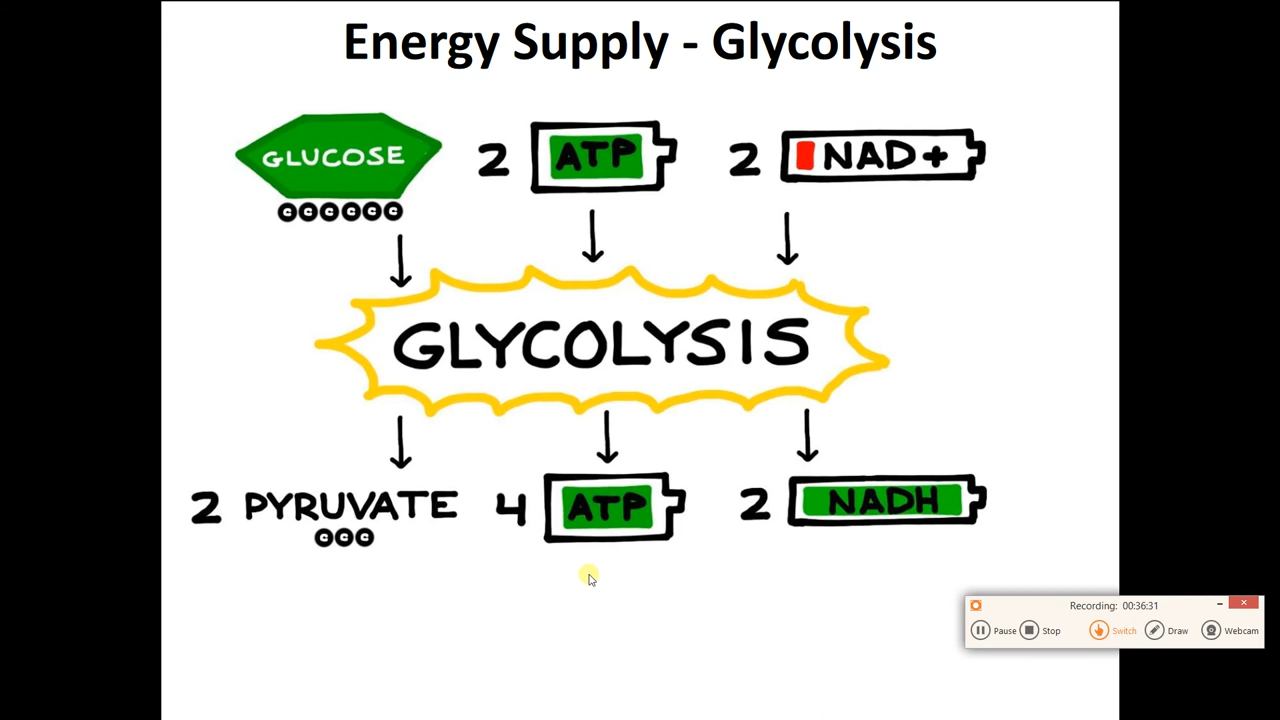 Energy Supply - Glycolysis
GLUCOSE 2 ATP 2 NAD+
C C C C C C
GLYCOLYSIS
2 PYRUVATE 4 ATP 2 NADH
C C C
Recording: 00:36:31
Pause Stop Switch Draw Webcam